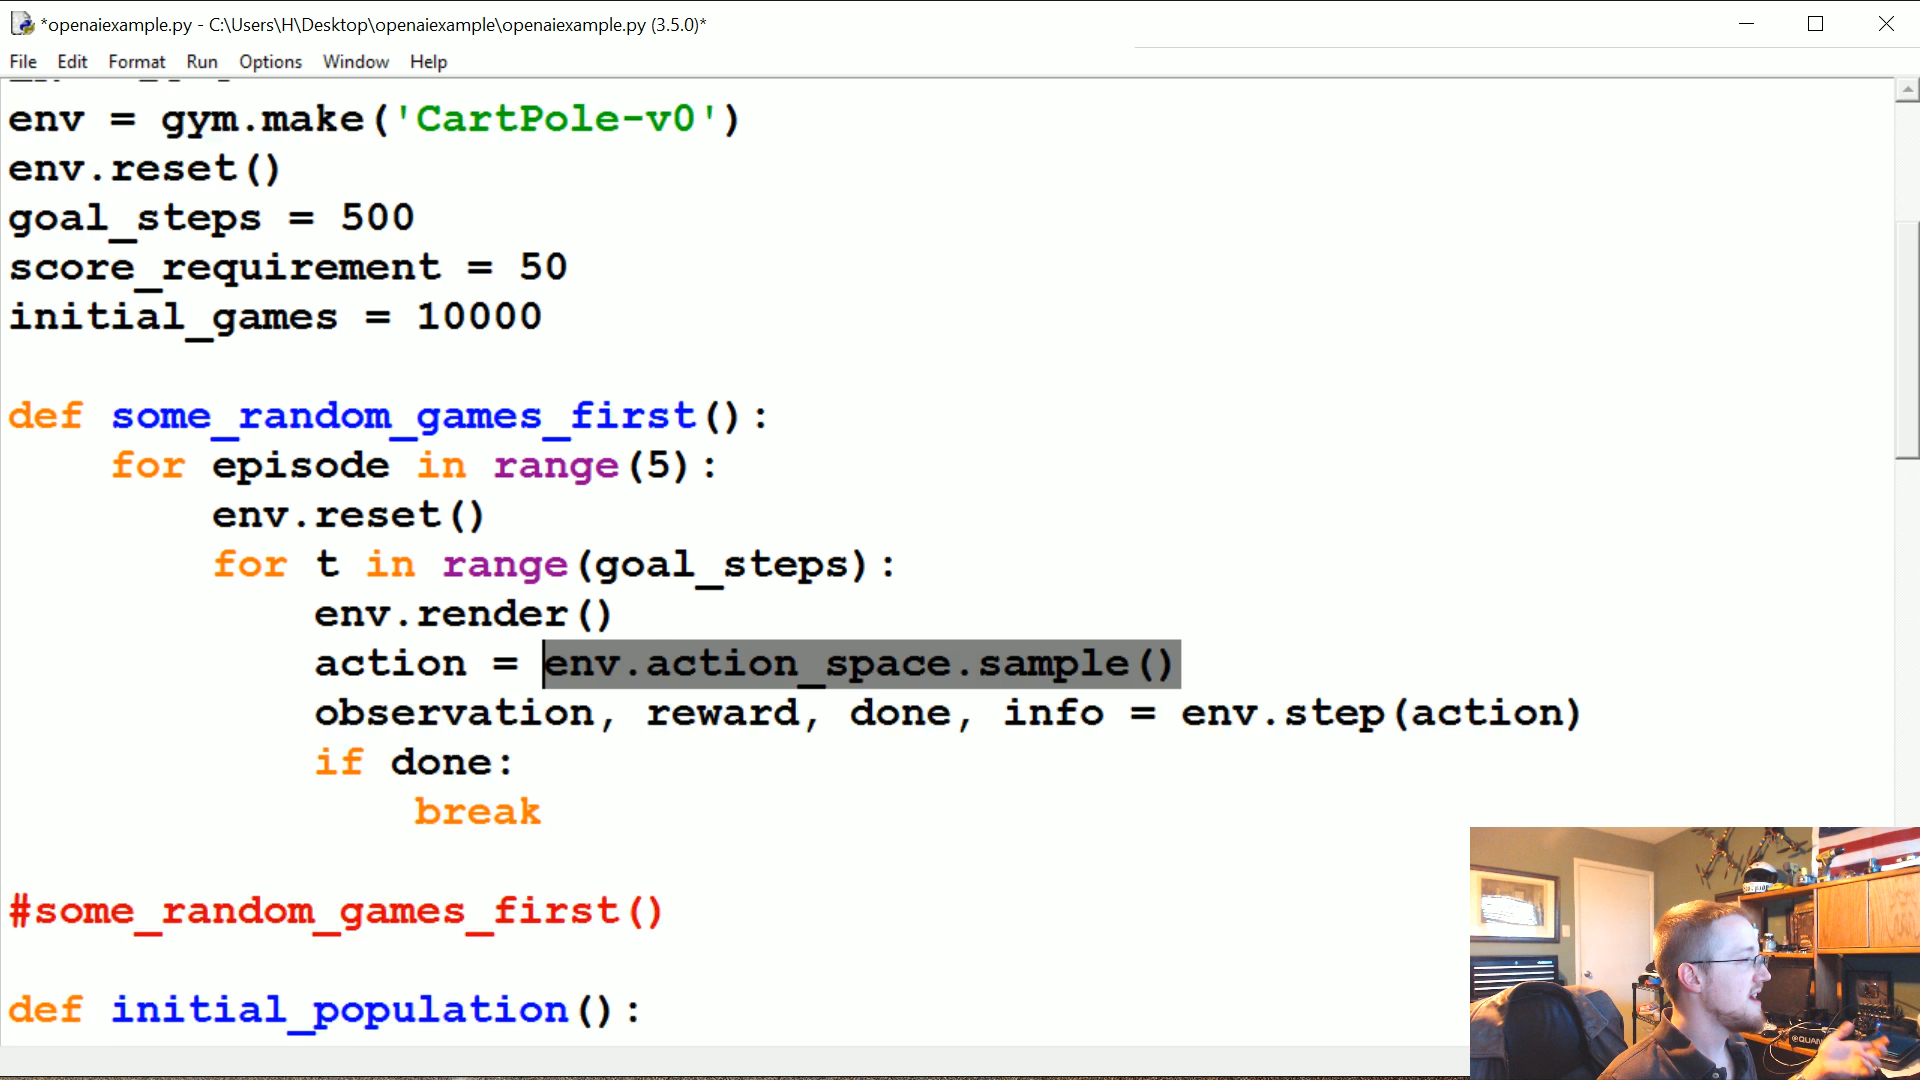 *openaiexample.py - C:\Users\H\Desktop\openaiexample\openaiexample.py (3.5.0)*
File Edit Format Run Options Window Help
env = gym.make('CartPole-v0')
env.reset()
goal_steps = 500
score_requirement = 50
initial_games = 10000
def some_random_games_first():
    for episode in range(5):
        env.reset()
        for t in range(goal_steps):
            env.render()
            action = env.action_space.sample()
            observation, reward, done, info = env.step(action)
            if done:
                break
#some_random_games_first()
def initial_population():